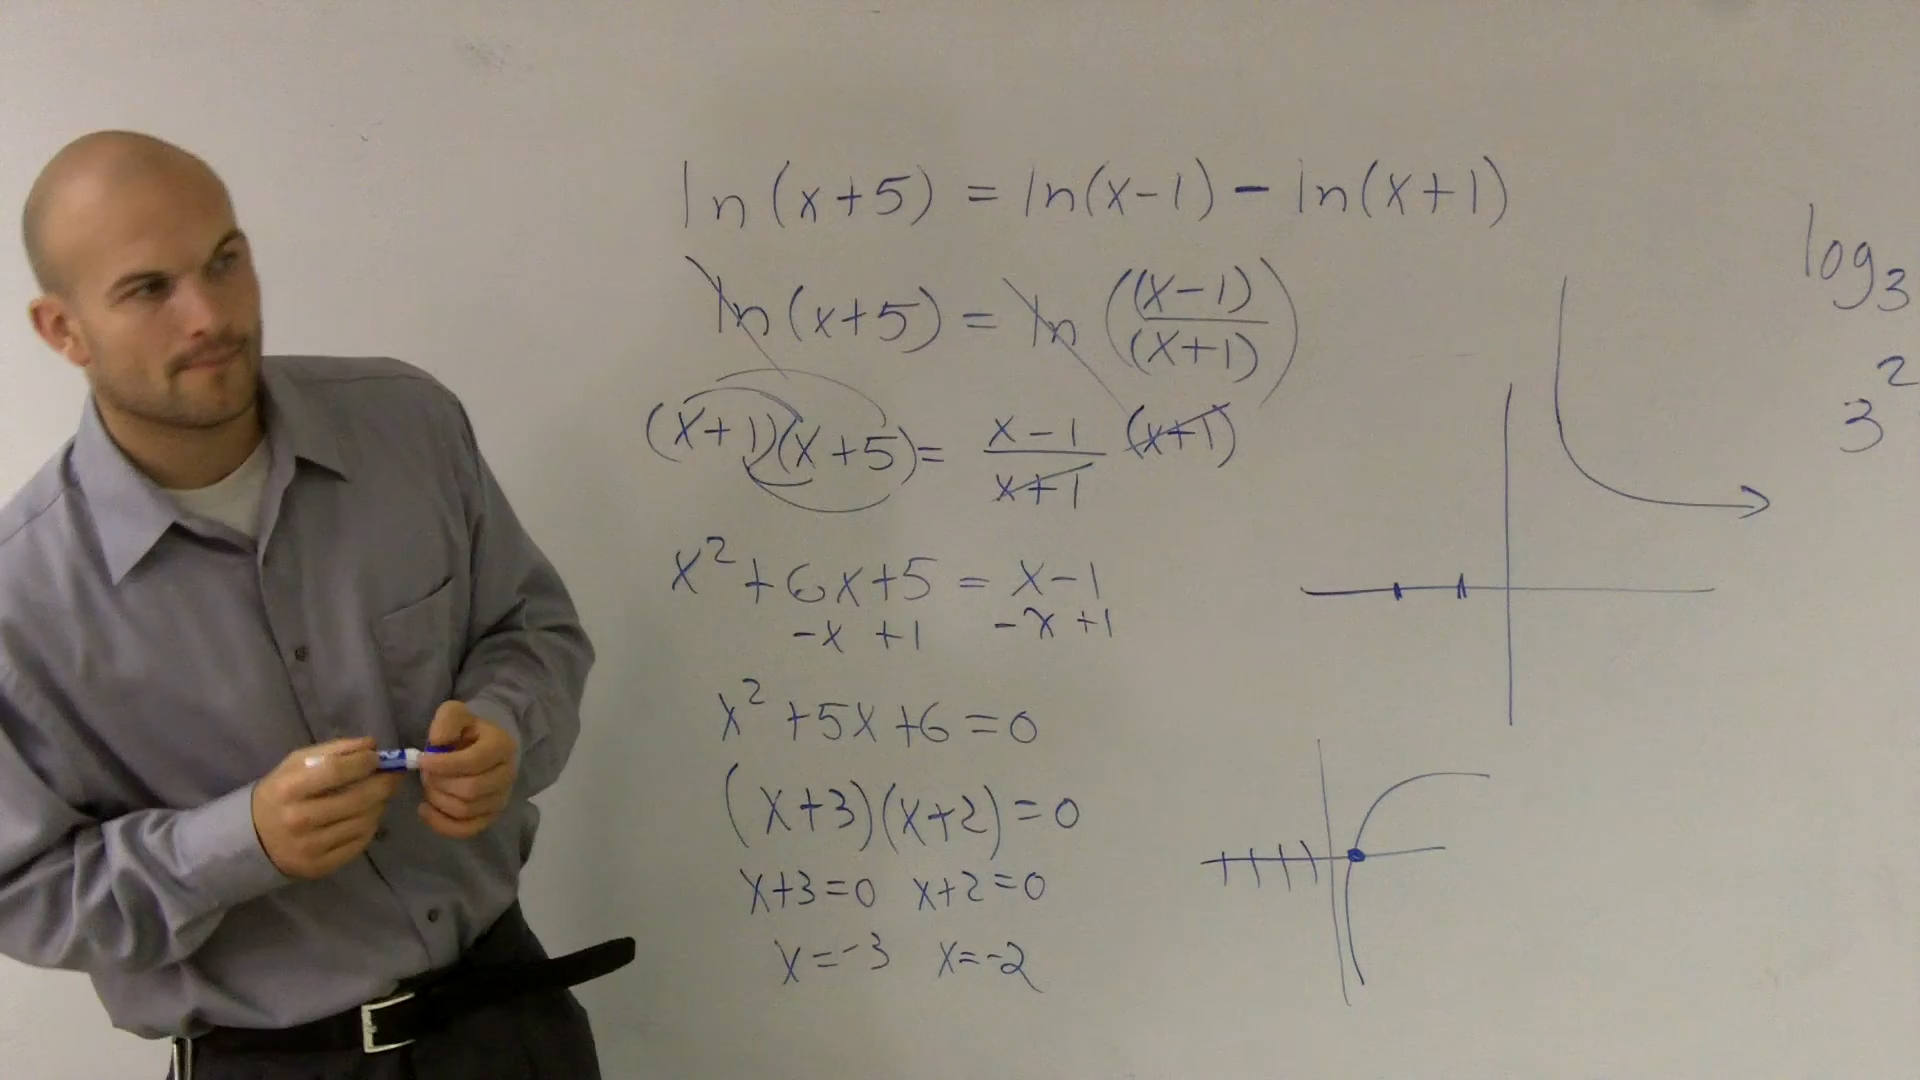 ln(x+5) = ln(x-1) - ln(x+1)
ln(x+5) = ln((x-1)/(x+1))
(x+1)(x+5) = x-1/x+1 (x+1)
x² + 6x + 5 = x - 1
-x +1 -x +1
x² + 5x + 6 = 0
(x+3)(x+2) = 0
x+3=0 x+2=0
x=-3 x=-2
log₃
3²